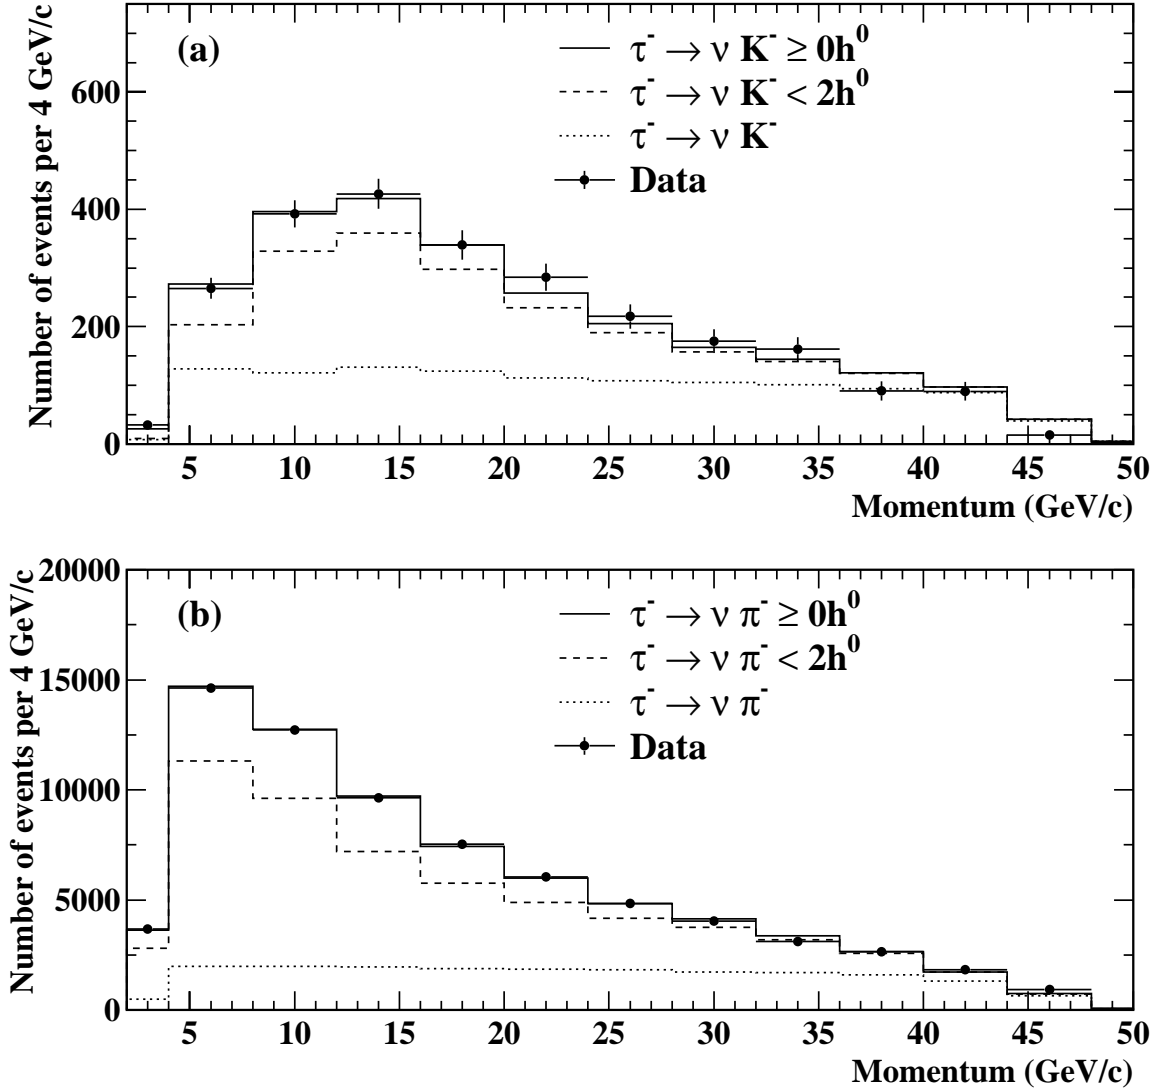 (a)
τ⁻ → ν K⁻ ≥ 0h⁰
τ⁻ → ν K⁻ < 2h⁰
τ⁻ → ν K⁻
Data
Number of events per 4 GeV/c
600
400
200
0
5 10 15 20 25 30 35 40 45 50
Momentum (GeV/c)
(b)
τ⁻ → ν π⁻ ≥ 0h⁰
τ⁻ → ν π⁻ < 2h⁰
τ⁻ → ν π⁻
Data
Number of events per 4 GeV/c
20000
15000
10000
5000
0
5 10 15 20 25 30 35 40 45 50
Momentum (GeV/c)